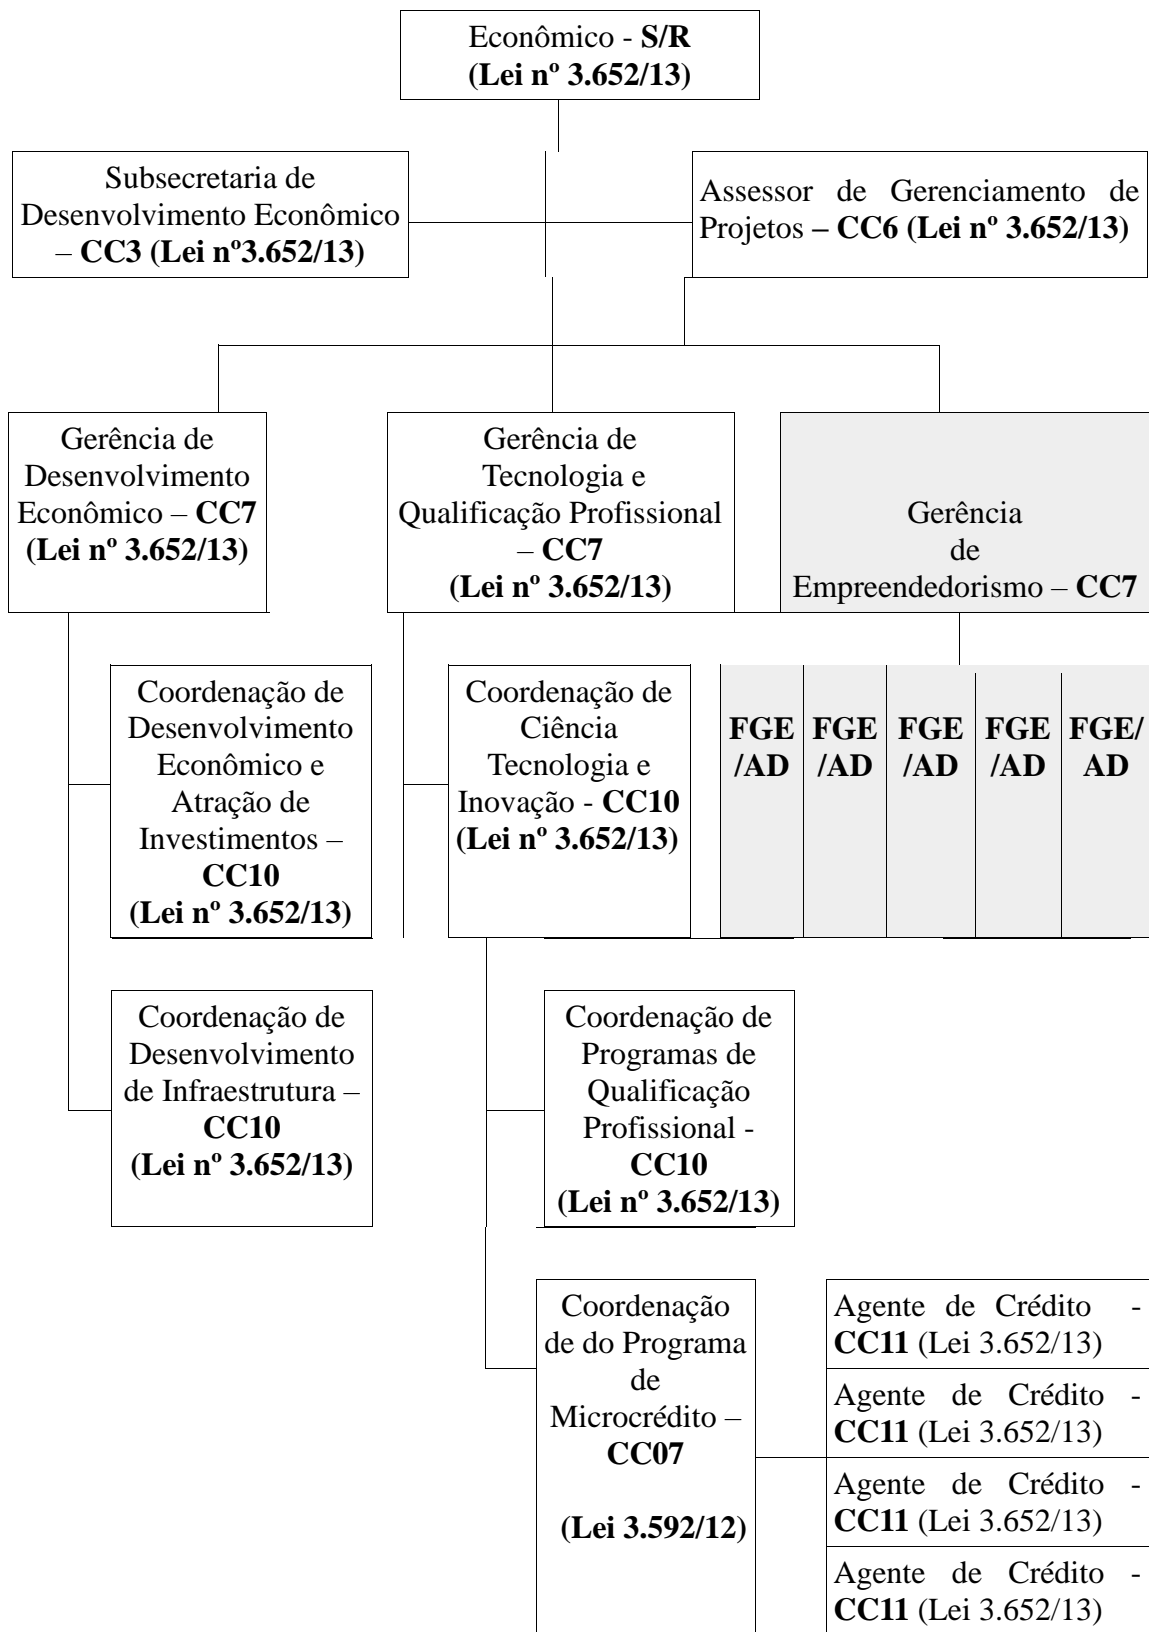 Econômico - S/R
(Lei nº 3.652/13)
Subsecretaria de
Desenvolvimento Econômico
– CC3 (Lei nº3.652/13)
Assessor de Gerenciamento de
Projetos – CC6 (Lei nº 3.652/13)
Gerência de
Desenvolvimento
Econômico – CC7
(Lei nº 3.652/13)
Gerência de
Tecnologia e
Qualificação Profissional
– CC7
(Lei nº 3.652/13)
Gerência
de
Empreendedorismo – CC7
Coordenação de
Desenvolvimento
Econômico e
Atração de
Investimentos –
CC10
(Lei nº 3.652/13)
Coordenação de
Ciência
Tecnologia e
Inovação - CC10
(Lei nº 3.652/13)
FGE
/AD
FGE
/AD
FGE
/AD
FGE
/AD
FGE/
AD
Coordenação de
Desenvolvimento
de Infraestrutura –
CC10
(Lei nº 3.652/13)
Coordenação de
Programas de
Qualificação
Profissional -
CC10
(Lei nº 3.652/13)
Coordenação
de do Programa
de
Microcrédito –
CC07
(Lei 3.592/12)
Agente de Crédito -
CC11 (Lei 3.652/13)
Agente de Crédito -
CC11 (Lei 3.652/13)
Agente de Crédito -
CC11 (Lei 3.652/13)
Agente de Crédito -
CC11 (Lei 3.652/13)